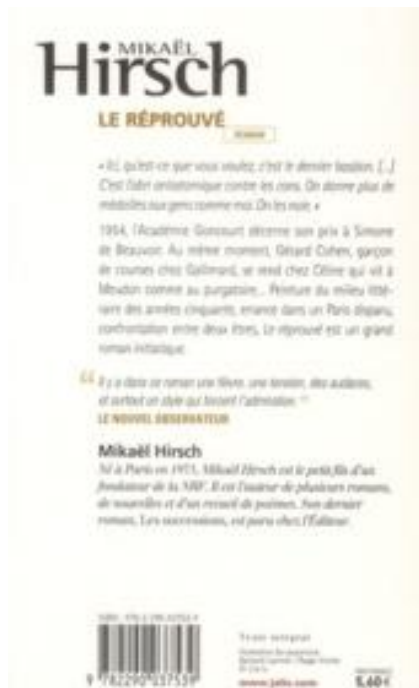 MIKAËL
Hirsch
LE RÉPROUVÉ
ROMAN
« Ici, qu'est-ce que vous voulez, c'est le dernier bastion. [...]
C'est l'abri antiatomique contre les cons. On donne plus de
médailles aux gens comme moi. On les noie. »
1954, l'Académie Goncourt décerne son prix à Simone
de Beauvoir. Au même moment, Gérard Cohen, garçon
de courses chez Gallimard, se rend chez Céline qui vit à
Meudon comme au purgatoire... Peinture du milieu litté-
raire des années cinquante, errance dans un Paris disparu,
confrontation entre deux êtres, Le réprouvé est un grand
roman initiatique.
“ Il y a dans ce roman une fièvre, une tension, des audaces,
et surtout un style qui forcent l'admiration. ”
LE NOUVEL OBSERVATEUR
Mikaël Hirsch
Né à Paris en 1973, Mikaël Hirsch est le petit-fils d'un
fondateur de la NRF. Il est l'auteur de plusieurs romans,
de nouvelles et d'un recueil de poèmes. Son dernier
roman, Les successions, est paru chez l'Éditeur.
Texte intégral
www.jailu.com
5,60 €
9 782290 037539